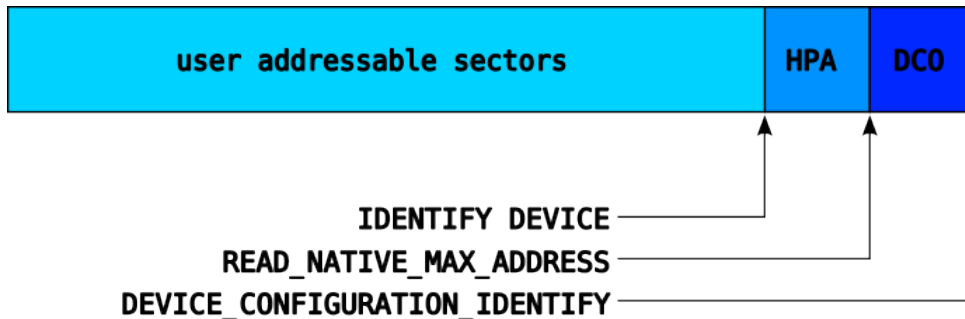 user addressable sectors
HPA
DCO
IDENTIFY DEVICE
READ_NATIVE_MAX_ADDRESS
DEVICE_CONFIGURATION_IDENTIFY